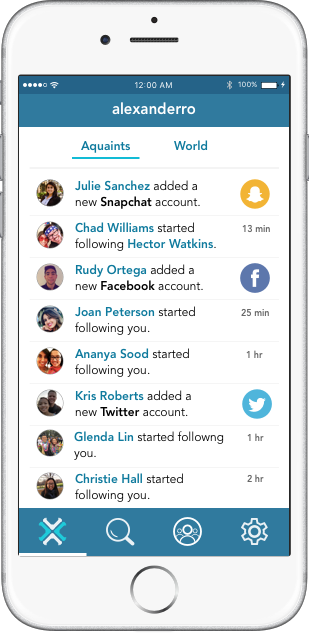 12:00 AM 100%
alexanderro
Aquaints World
Julie Sanchez added a
new Snapchat account.
Chad Williams started 13 min
following Hector Watkins.
Rudy Ortega added a
new Facebook account.
Joan Peterson started 25 min
following you.
Ananya Sood started 1 hr
following you.
Kris Roberts added a
new Twitter account.
Glenda Lin started followng 1 hr
you.
Christie Hall started 2 hr
following you.